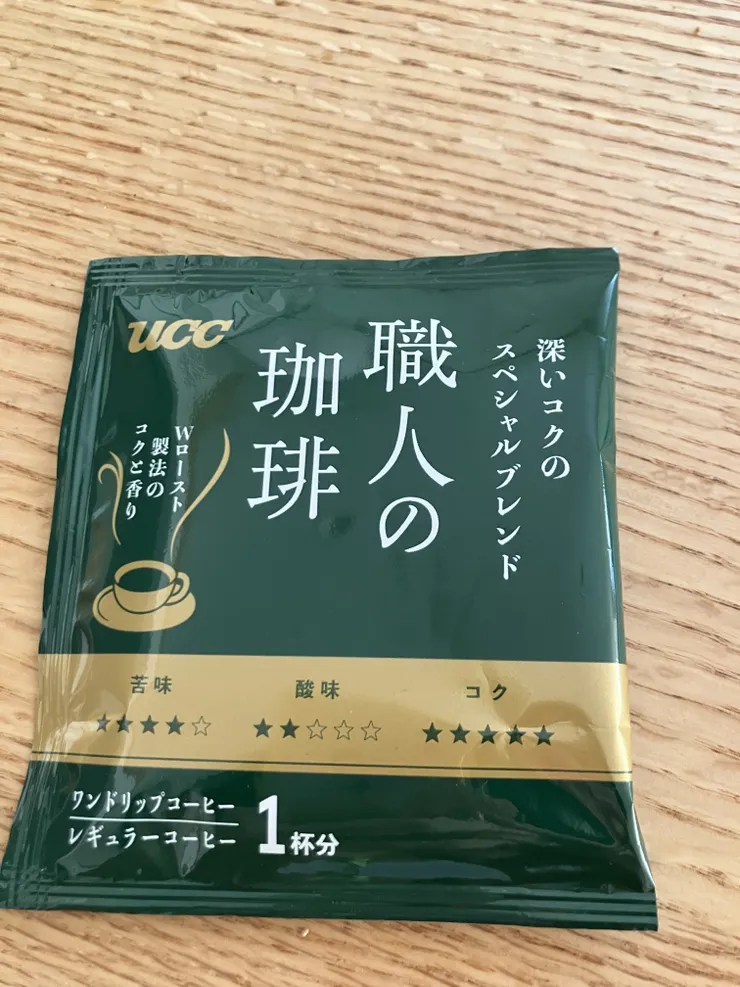 UCC
深いコクの
スペシャルブレンド
職人の
珈琲
Wロースト
製法の
コクと香り
苦味
★★★★☆
酸味
★★☆☆☆
コク
★★★★★
ワンドリップコーヒー
レギュラーコーヒー
1杯分